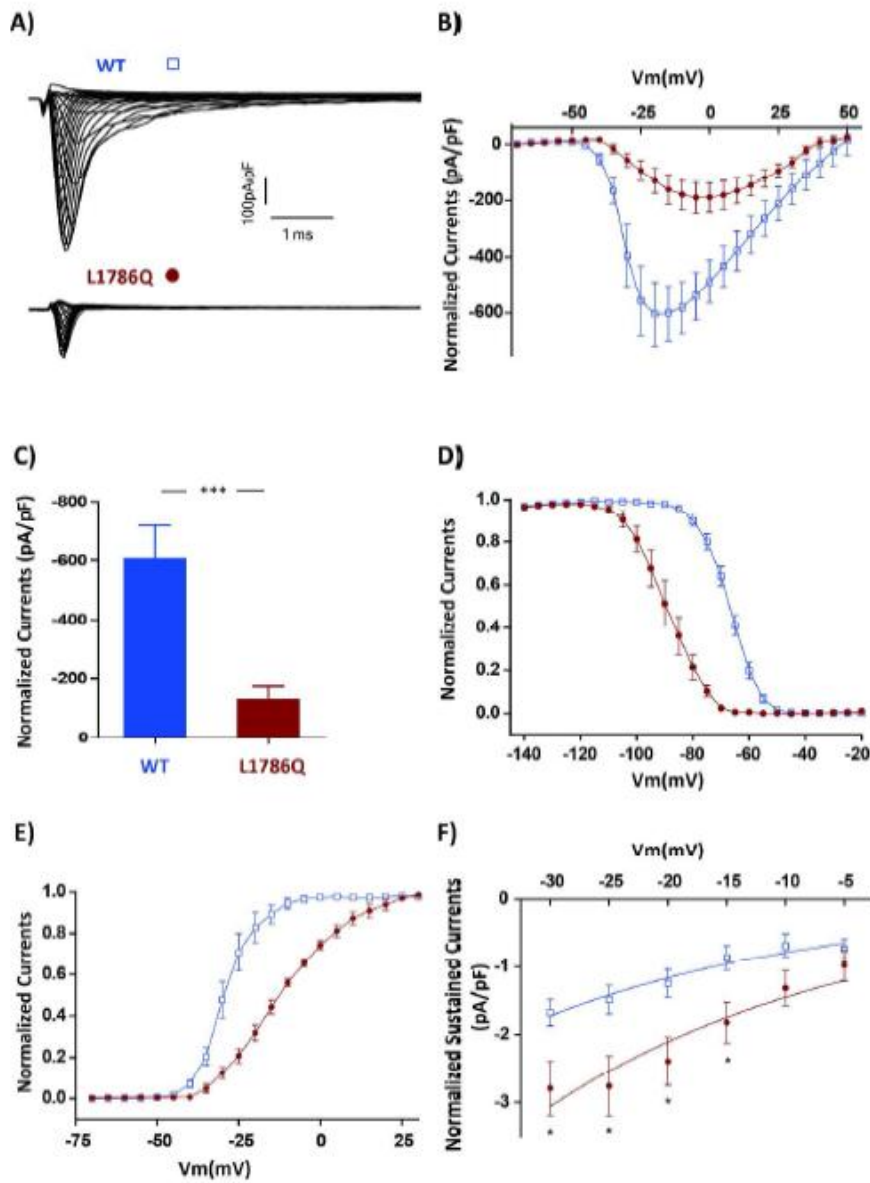 A)
WT
100pA/pF
1 ms
L1786Q
B)
Vm(mV)
-50 -25 0 25 50
0
-200
-400
-600
Normalized Currents (pA/pF)
C)
***
-800
-600
-400
-200
0
Normalized Currents (pA/pF)
WT L1786Q
D)
1.0
0.8
0.6
0.4
0.2
0.0
Normalized Currents
-140 -120 -100 -80 -60 -40 -20
Vm(mV)
E)
1.0
0.8
0.6
0.4
0.2
0.0
Normalized Currents
-75 -50 -25 0 25
Vm(mV)
F)
Vm(mV)
-30 -25 -20 -15 -10 -5
0
-1
-2
-3
Normalized Sustained Currents
(pA/pF)
* * * *